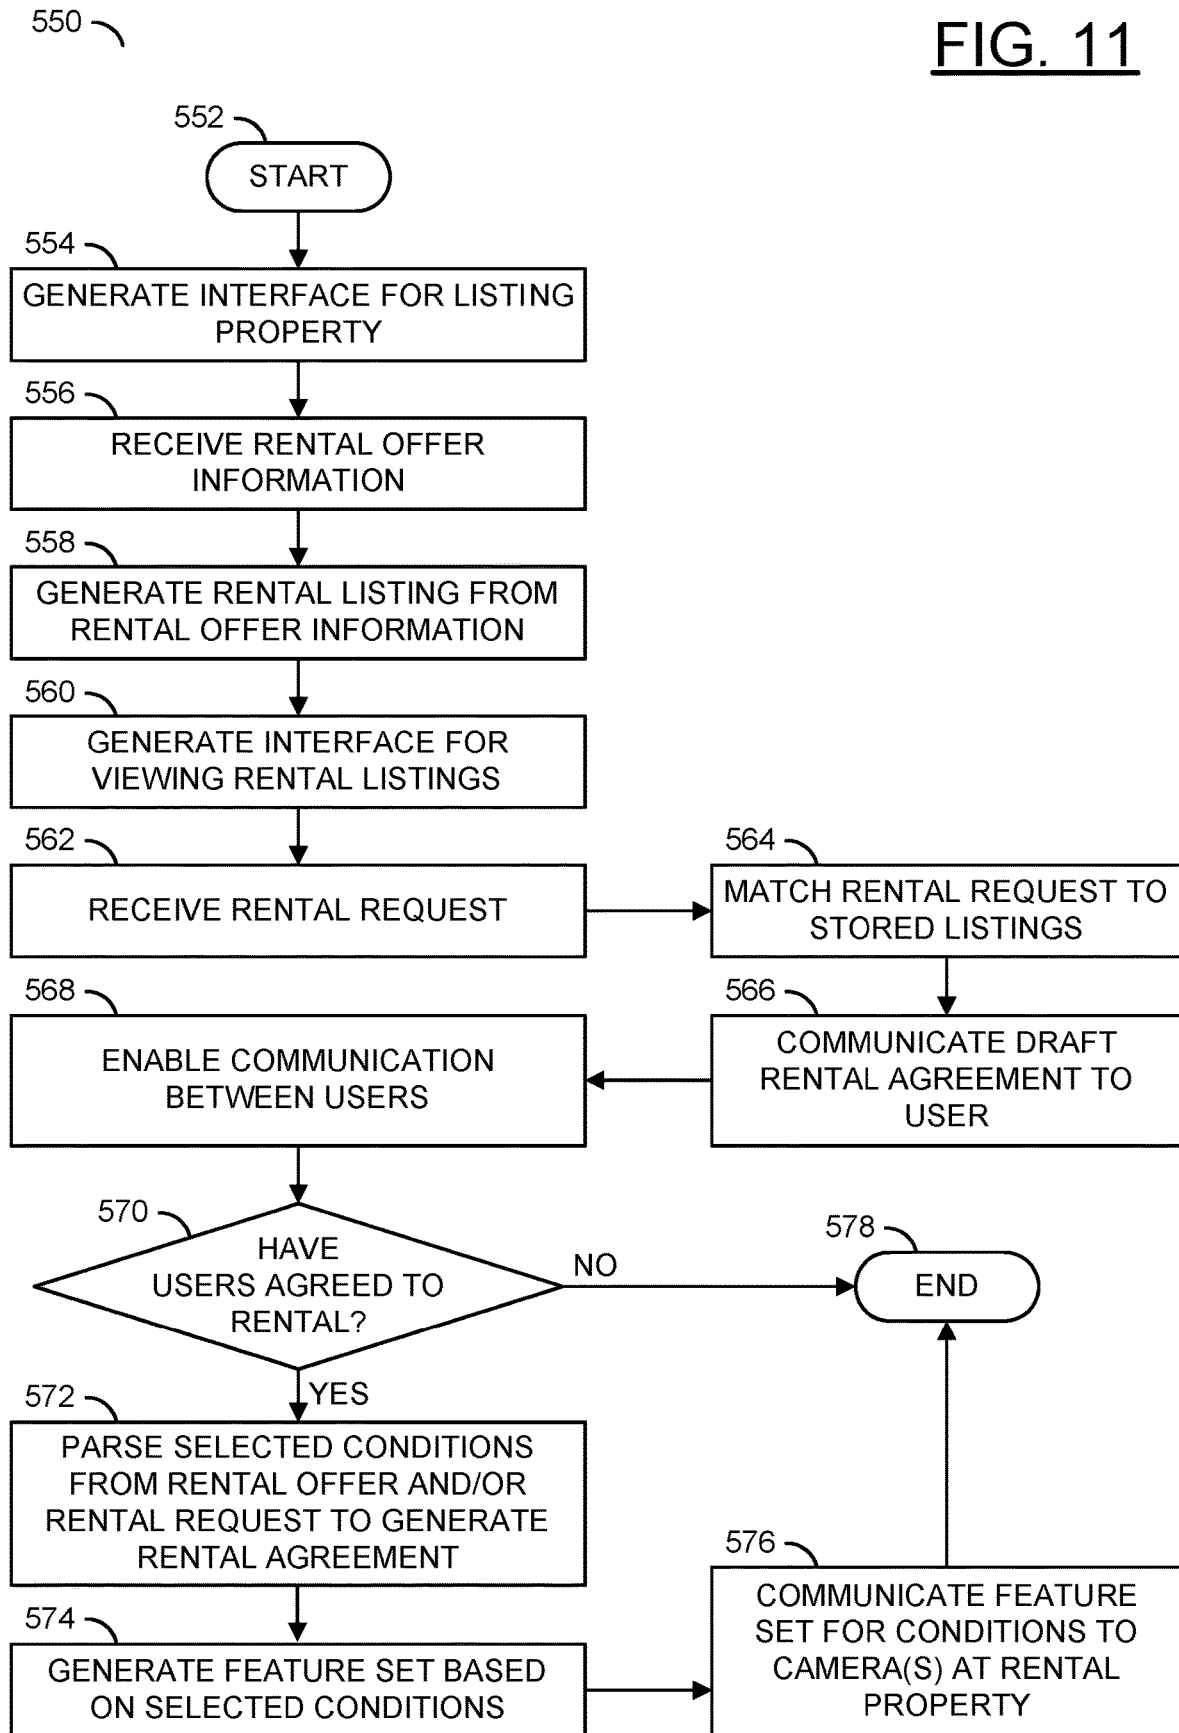 550
FIG. 11
552
START
554
GENERATE INTERFACE FOR LISTING
PROPERTY
556
RECEIVE RENTAL OFFER
INFORMATION
558
GENERATE RENTAL LISTING FROM
RENTAL OFFER INFORMATION
560
GENERATE INTERFACE FOR
VIEWING RENTAL LISTINGS
562
RECEIVE RENTAL REQUEST
564
MATCH RENTAL REQUEST TO
STORED LISTINGS
566
COMMUNICATE DRAFT
RENTAL AGREEMENT TO
USER
568
ENABLE COMMUNICATION
BETWEEN USERS
570
HAVE
USERS AGREED TO
RENTAL?
NO
578
END
YES
572
PARSE SELECTED CONDITIONS
FROM RENTAL OFFER AND/OR
RENTAL REQUEST TO GENERATE
RENTAL AGREEMENT
574
GENERATE FEATURE SET BASED
ON SELECTED CONDITIONS
576
COMMUNICATE FEATURE
SET FOR CONDITIONS TO
CAMERA(S) AT RENTAL
PROPERTY